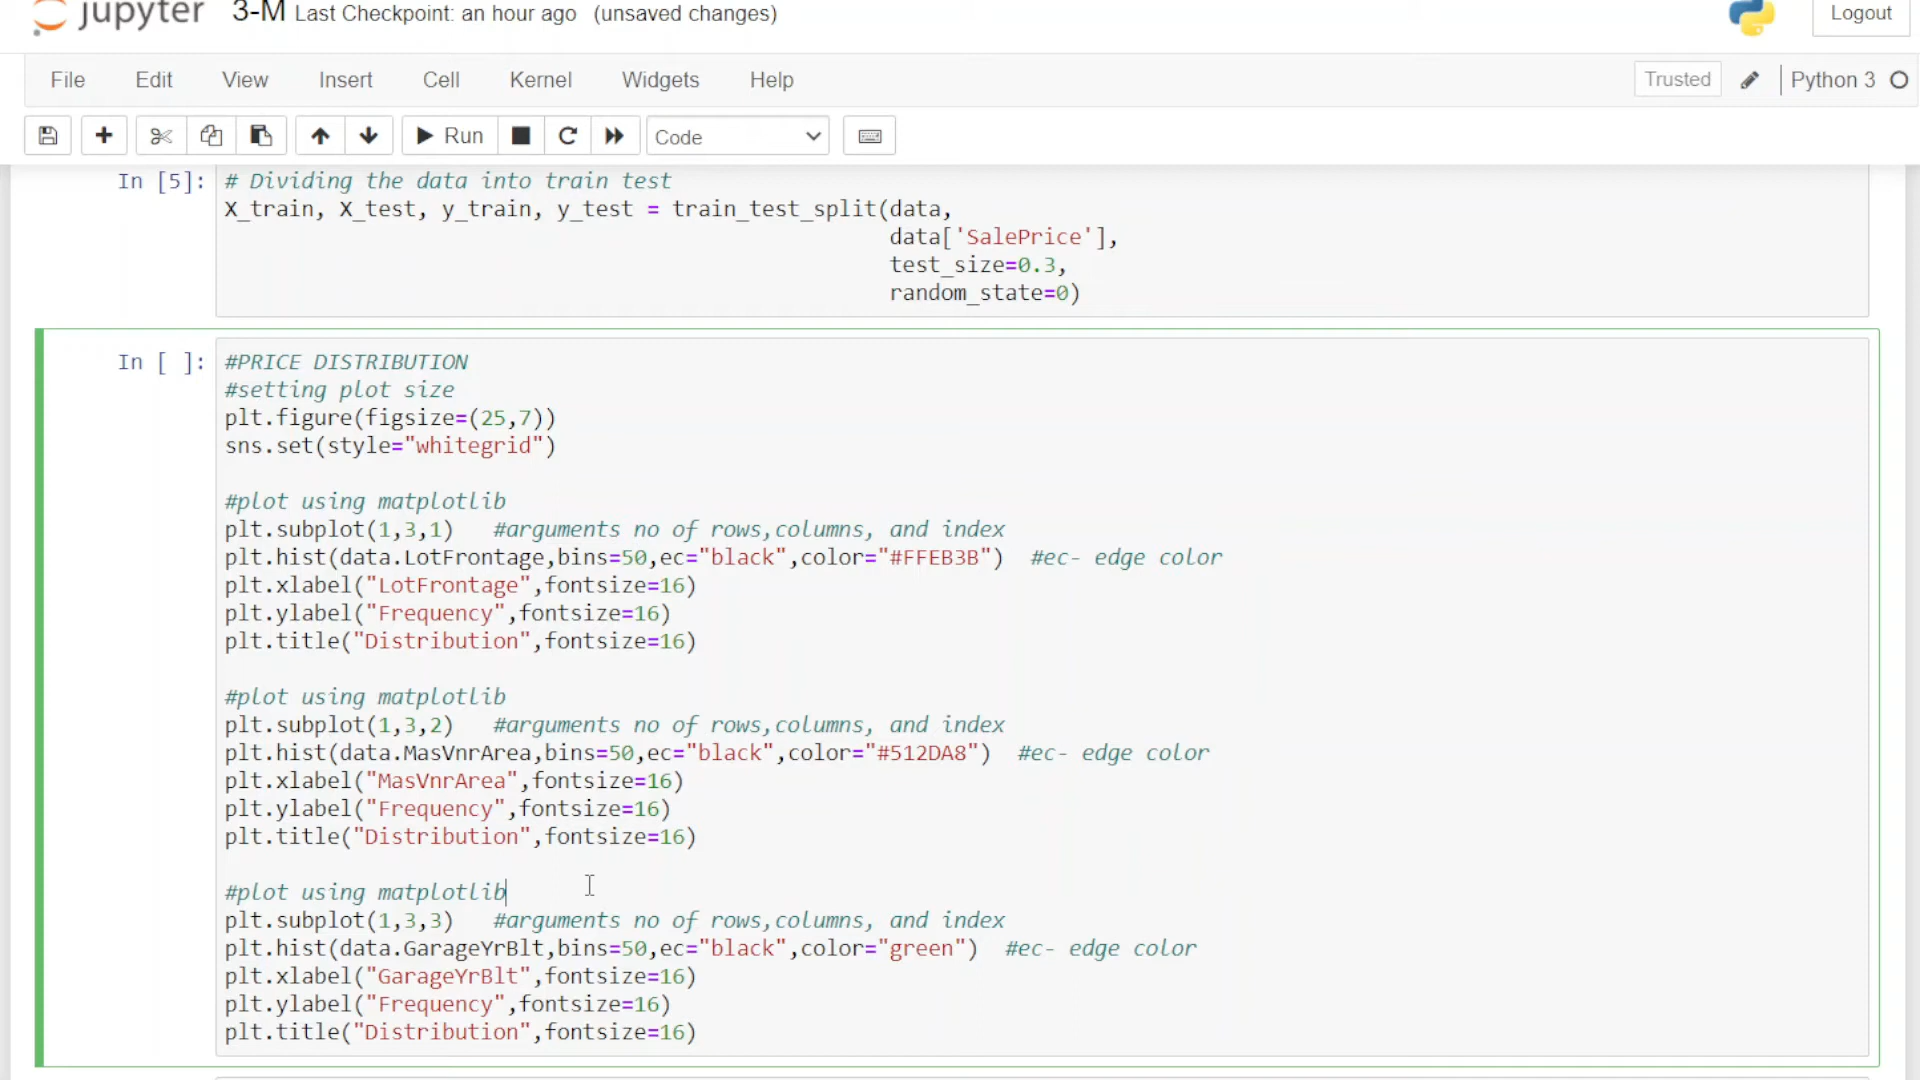 jupyter 3-M Last Checkpoint: an hour ago (unsaved changes) Logout
File Edit View Insert Cell Kernel Widgets Help Trusted Python 3
Run Code
In [5]: # Dividing the data into train test
X_train, X_test, y_train, y_test = train_test_split(data,
data['SalePrice'],
test_size=0.3,
random_state=0)
In [ ]: #PRICE DISTRIBUTION
#setting plot size
plt.figure(figsize=(25,7))
sns.set(style="whitegrid")
#plot using matplotlib
plt.subplot(1,3,1) #arguments no of rows,columns, and index
plt.hist(data.LotFrontage,bins=50,ec="black",color="#FFEB3B") #ec- edge color
plt.xlabel("LotFrontage",fontsize=16)
plt.ylabel("Frequency",fontsize=16)
plt.title("Distribution",fontsize=16)
#plot using matplotlib
plt.subplot(1,3,2) #arguments no of rows,columns, and index
plt.hist(data.MasVnrArea,bins=50,ec="black",color="#512DA8") #ec- edge color
plt.xlabel("MasVnrArea",fontsize=16)
plt.ylabel("Frequency",fontsize=16)
plt.title("Distribution",fontsize=16)
#plot using matplotlib
plt.subplot(1,3,3) #arguments no of rows,columns, and index
plt.hist(data.GarageYrBlt,bins=50,ec="black",color="green") #ec- edge color
plt.xlabel("GarageYrBlt",fontsize=16)
plt.ylabel("Frequency",fontsize=16)
plt.title("Distribution",fontsize=16)